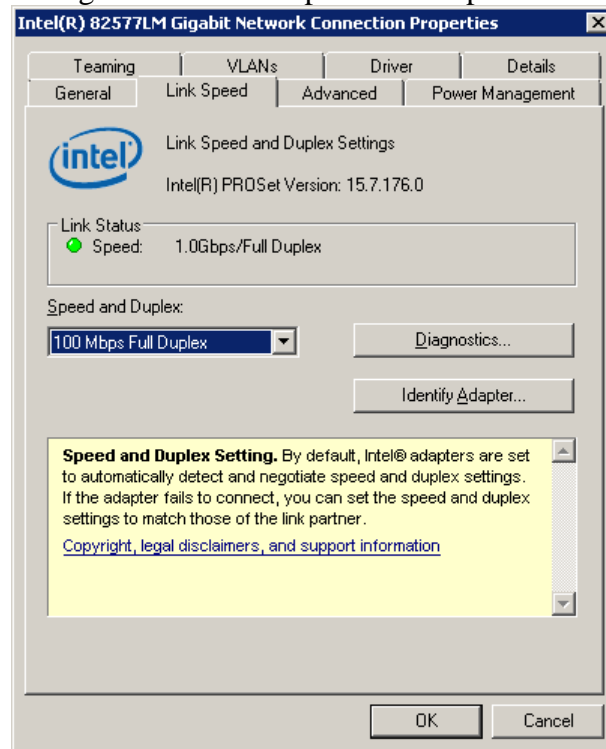 Intel(R) 82577LM Gigabit Network Connection Properties
Teaming VLANs Driver Details
General Link Speed Advanced Power Management
intel
Link Speed and Duplex Settings
Intel(R) PROSet Version: 15.7.176.0
Link Status
Speed: 1.0Gbps/Full Duplex
Speed and Duplex:
100 Mbps Full Duplex
Diagnostics...
Identify Adapter...
Speed and Duplex Setting. By default, Intel® adapters are set
to automatically detect and negotiate speed and duplex settings.
If the adapter fails to connect, you can set the speed and duplex
settings to match those of the link partner.
Copyright, legal disclaimers, and support information
OK Cancel